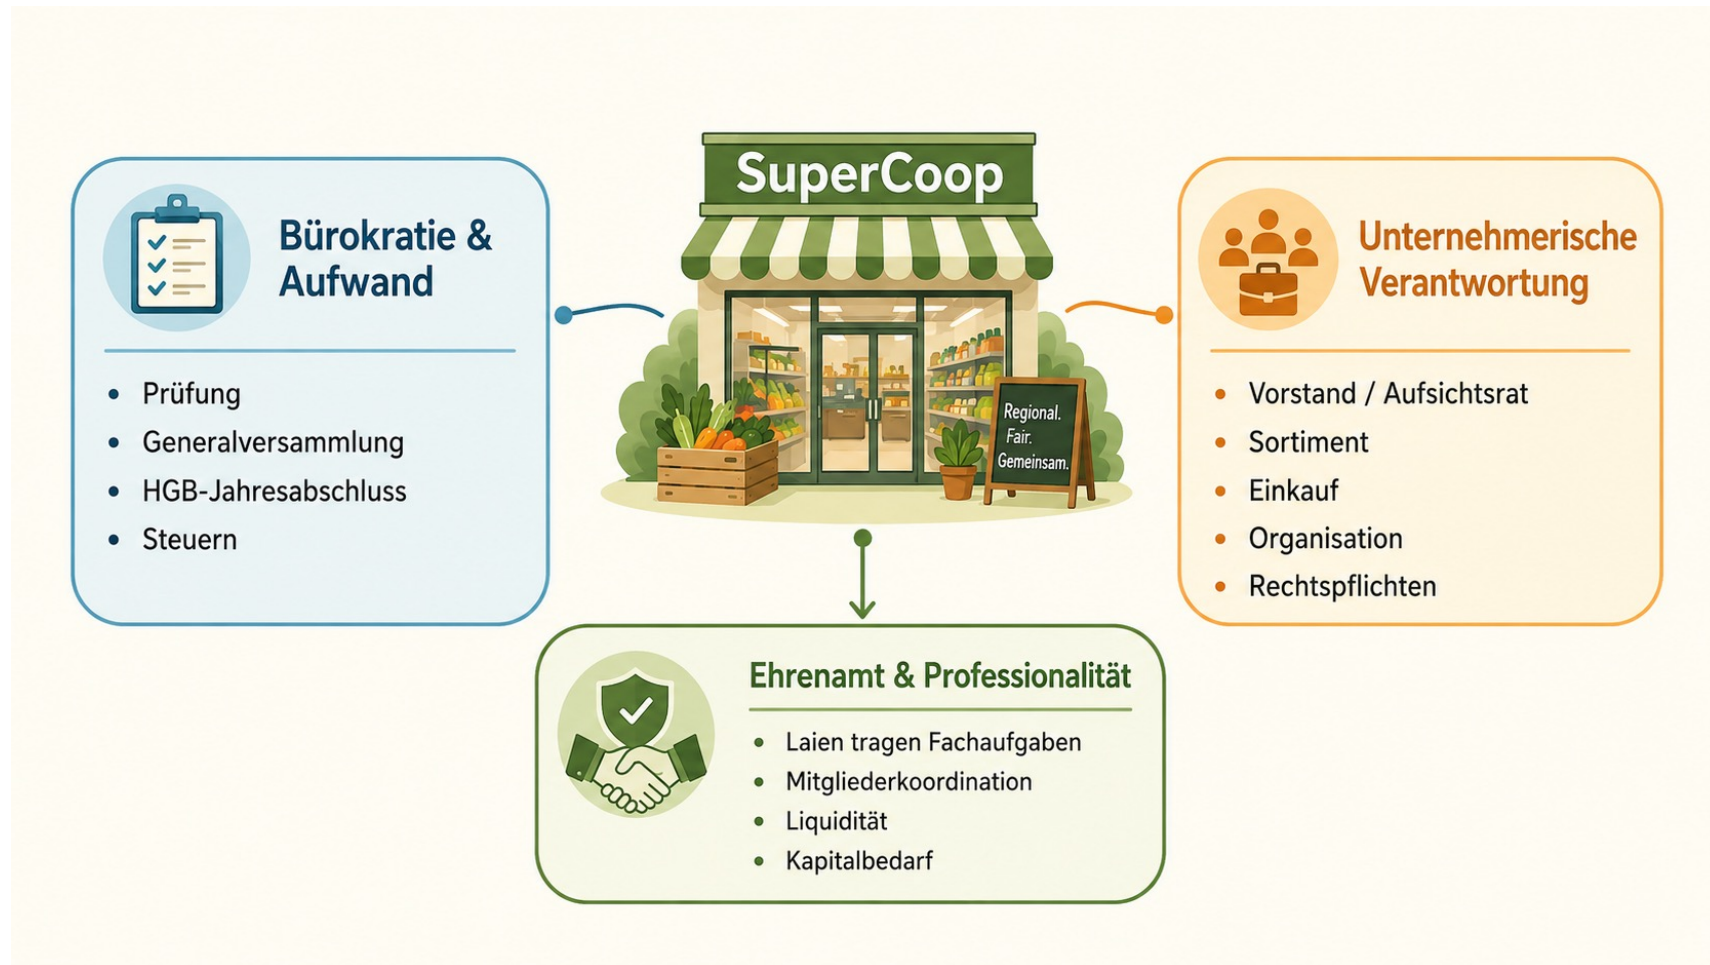 SuperCoop
Bürokratie &
Aufwand
Prüfung
Generalversammlung
HGB-Jahresabschluss
Steuern
Regional.
Fair.
Gemeinsam.
Unternehmerische
Verantwortung
Vorstand / Aufsichtsrat
Sortiment
Einkauf
Organisation
Rechtspflichten
Ehrenamt & Professionalität
Laien tragen Fachaufgaben
Mitgliederkoordination
Liquidität
Kapitalbedarf